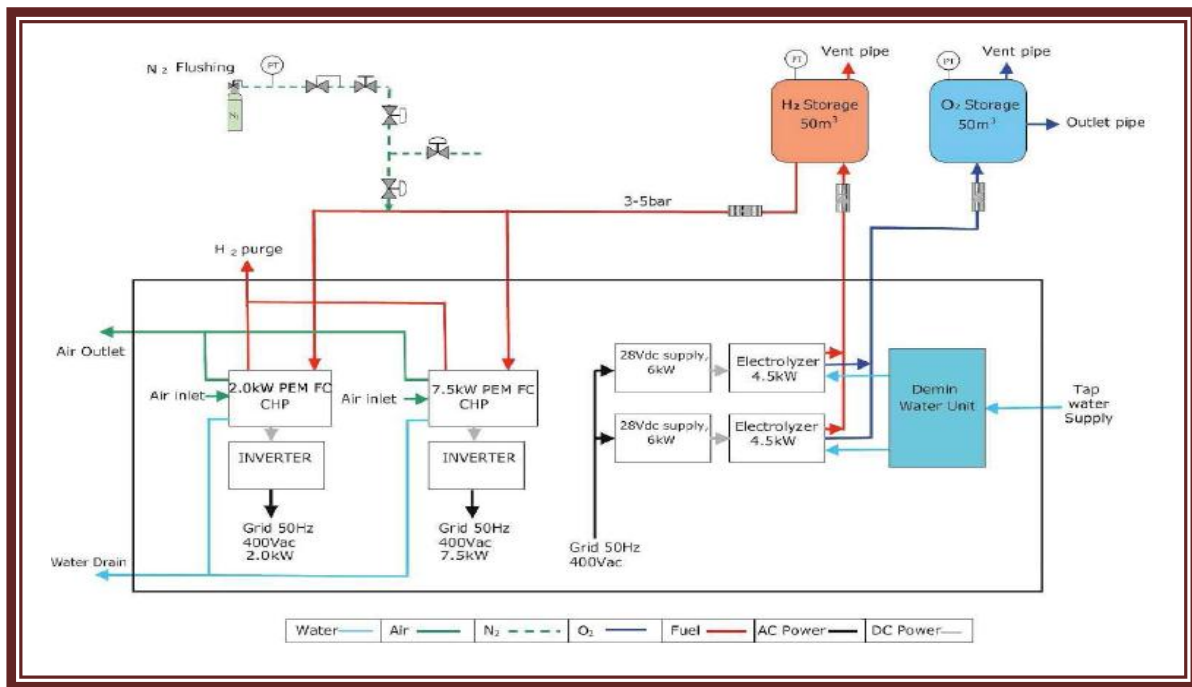 N₂ Flushing
PT
N₂
PT
Vent pipe
H₂ Storage
50m³
PT
Vent pipe
O₂ Storage
50m³
Outlet pipe
3-5bar
H₂ purge
Air Outlet
Air inlet
2.0kW PEM FC
CHP
Air inlet
7.5kW PEM FC
CHP
INVERTER
INVERTER
Grid 50Hz
400Vac
2.0kW
Grid 50Hz
400Vac
7.5kW
Water Drain
28Vdc supply,
6kW
Electrolyzer
4.5kW
28Vdc supply,
6kW
Electrolyzer
4.5kW
Grid 50Hz
400Vac
Demin
Water Unit
Tap
water
Supply
Water
Air
N₂
O₂
Fuel
AC Power
DC Power